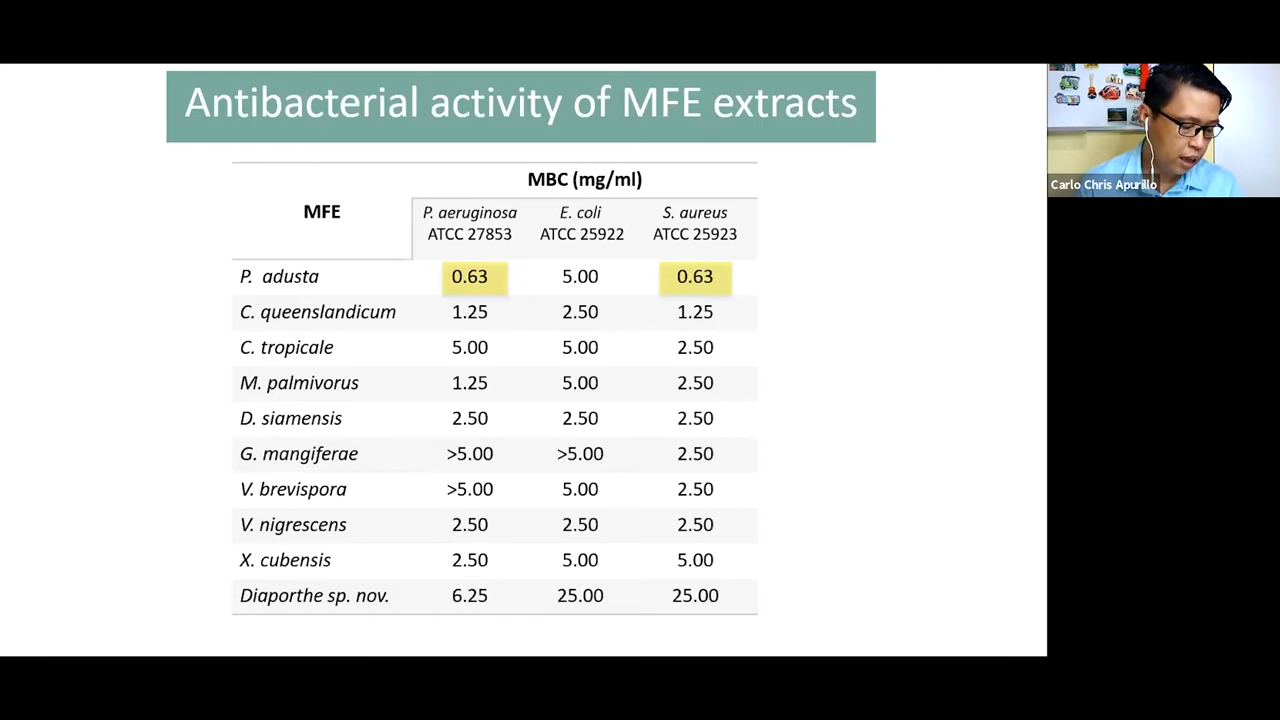 Antibacterial activity of MFE extracts
MFE
MBC (mg/ml)
P. aeruginosa ATCC 27853
E. coli ATCC 25922
S. aureus ATCC 25923
P. adusta 0.63 5.00 0.63
C. queenslandicum 1.25 2.50 1.25
C. tropicale 5.00 5.00 2.50
M. palmivorus 1.25 5.00 2.50
D. siamensis 2.50 2.50 2.50
G. mangiferae >5.00 >5.00 2.50
V. brevispora >5.00 5.00 2.50
V. nigrescens 2.50 2.50 2.50
X. cubensis 2.50 5.00 5.00
Diaporthe sp. nov. 6.25 25.00 25.00
Carlo Chris Apurillo